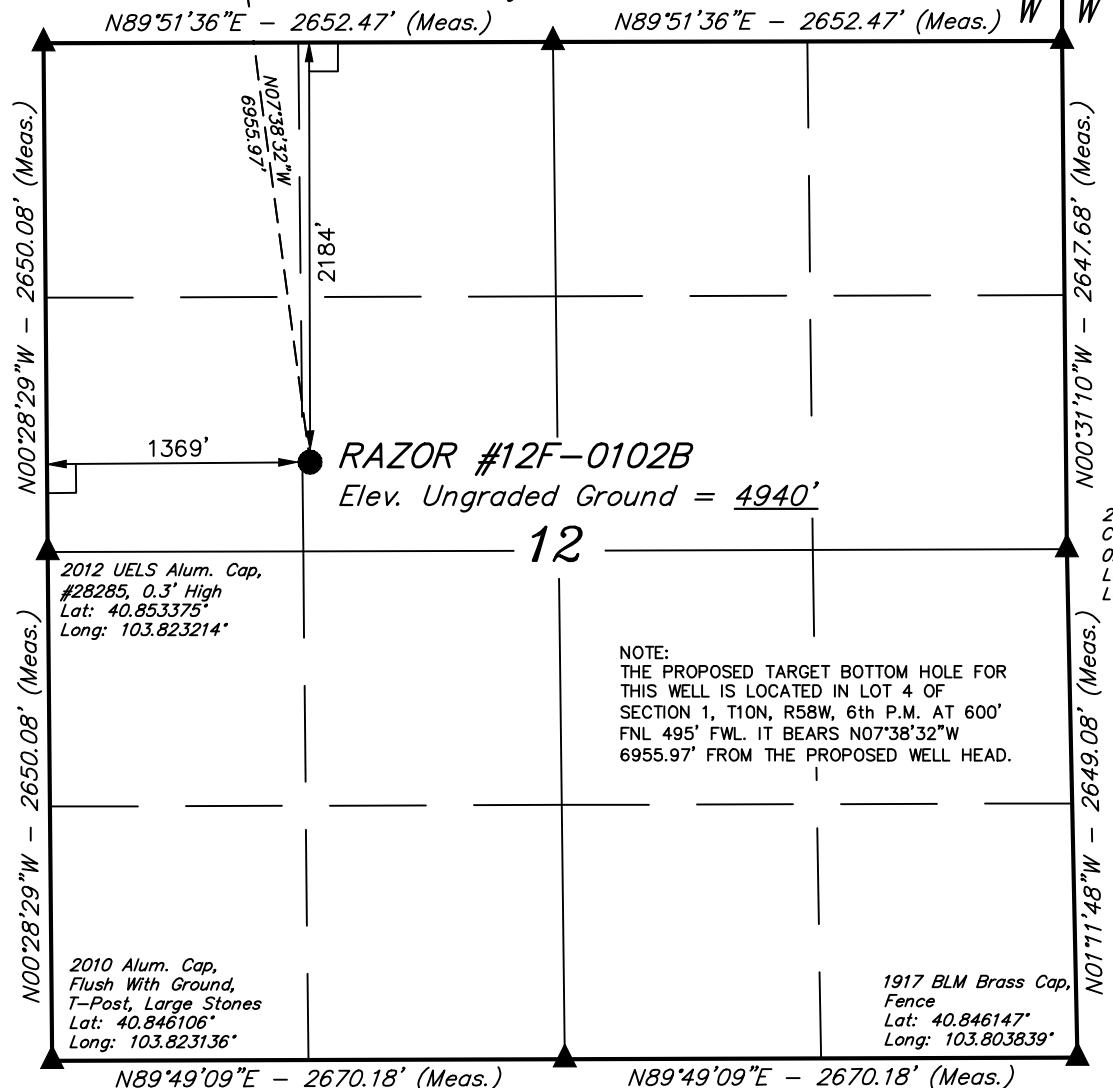 N89°51'36"E - 2652.47' (Meas.)
N89°51'36"E - 2652.47' (Meas.)
W W
N00°28'29"W - 2650.08' (Meas.)
N07°38'32"W
6955.97'
2184'
N00°31'10"W - 2647.68' (Meas.)
1369'
RAZOR #12F-0102B
Elev. Ungraded Ground = 4940'
12
2012 UELS Alum. Cap,
#28285, 0.3' High
Lat: 40.853375°
Long: 103.823214°
NOTE:
THE PROPOSED TARGET BOTTOM HOLE FOR
THIS WELL IS LOCATED IN LOT 4 OF
SECTION 1, T10N, R58W, 6th P.M. AT 600'
FNL 495' FWL. IT BEARS N07°38'32"W
6955.97' FROM THE PROPOSED WELL HEAD.
N00°28'29"W - 2650.08' (Meas.)
N01°11'48"W - 2649.08' (Meas.)
2010 Alum. Cap,
Flush With Ground,
T-Post, Large Stones
Lat: 40.846106°
Long: 103.823136°
1917 BLM Brass Cap,
Fence
Lat: 40.846147°
Long: 103.803839°
N89°49'09"E - 2670.18' (Meas.)
N89°49'09"E - 2670.18' (Meas.)